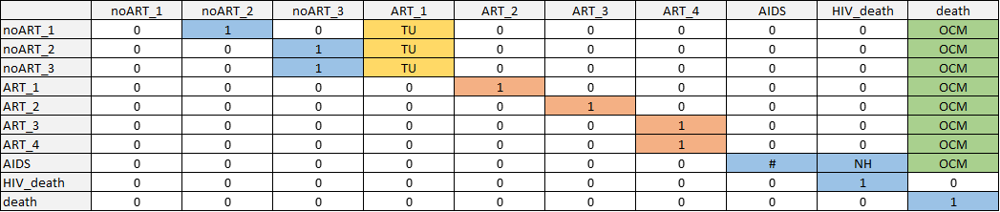 noART_1 noART_2 noART_3 ART_1 ART_2 ART_3 ART_4 AIDS HIV_death death
noART_1 0 1 0 TU 0 0 0 0 0 OCM
noART_2 0 0 1 TU 0 0 0 0 0 OCM
noART_3 0 0 1 TU 0 0 0 0 0 OCM
ART_1 0 0 0 0 1 0 0 0 0 OCM
ART_2 0 0 0 0 0 1 0 0 0 OCM
ART_3 0 0 0 0 0 0 1 0 0 OCM
ART_4 0 0 0 0 0 0 1 0 0 OCM
AIDS 0 0 0 0 0 0 0 # NH OCM
HIV_death 0 0 0 0 0 0 0 0 1 0
death 0 0 0 0 0 0 0 0 0 1